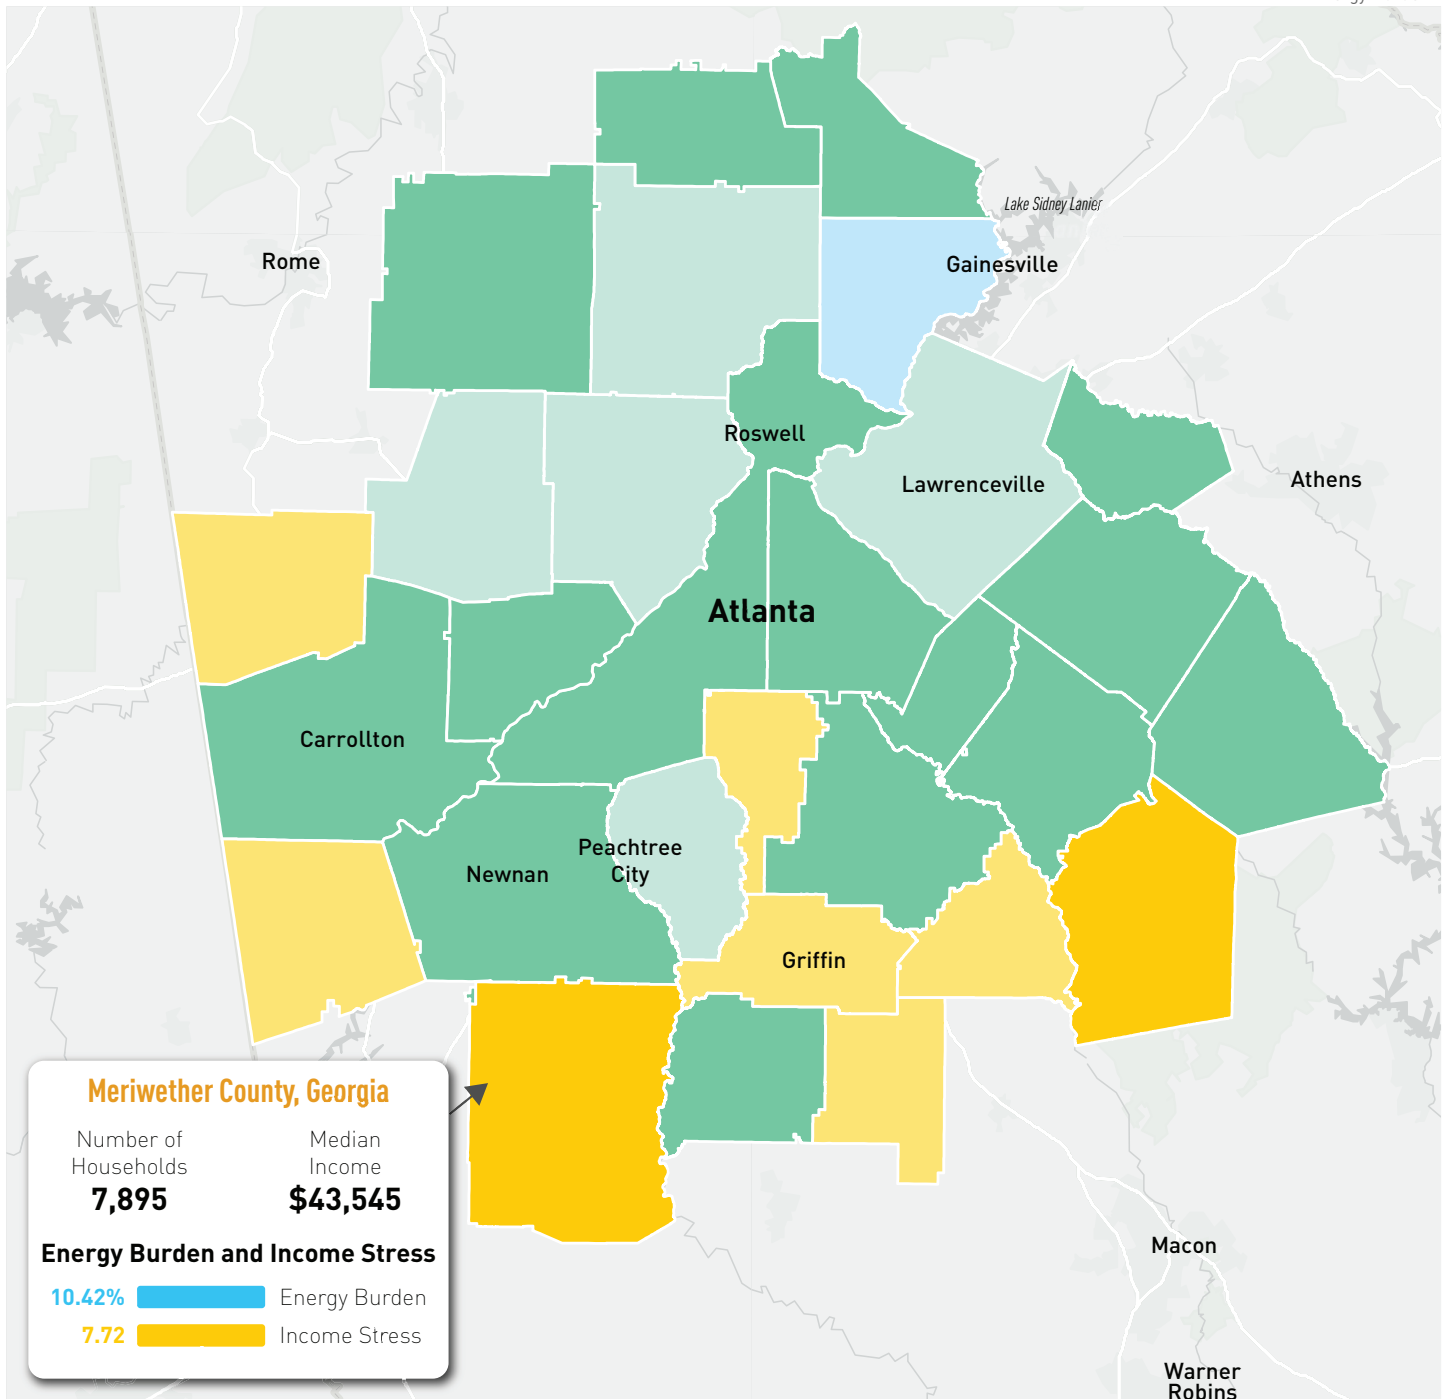 Lake Sidney Lanier
Rome
Gainesville
Roswell
Lawrenceville
Athens
Atlanta
Carrollton
Peachtree
City
Newnan
Griffin
Meriwether County, Georgia
Number of
Households
7,895
Median
Income
$43,545
Energy Burden and Income Stress
10.42% Energy Burden
7.72 Income Stress
Macon
Warner
Robins